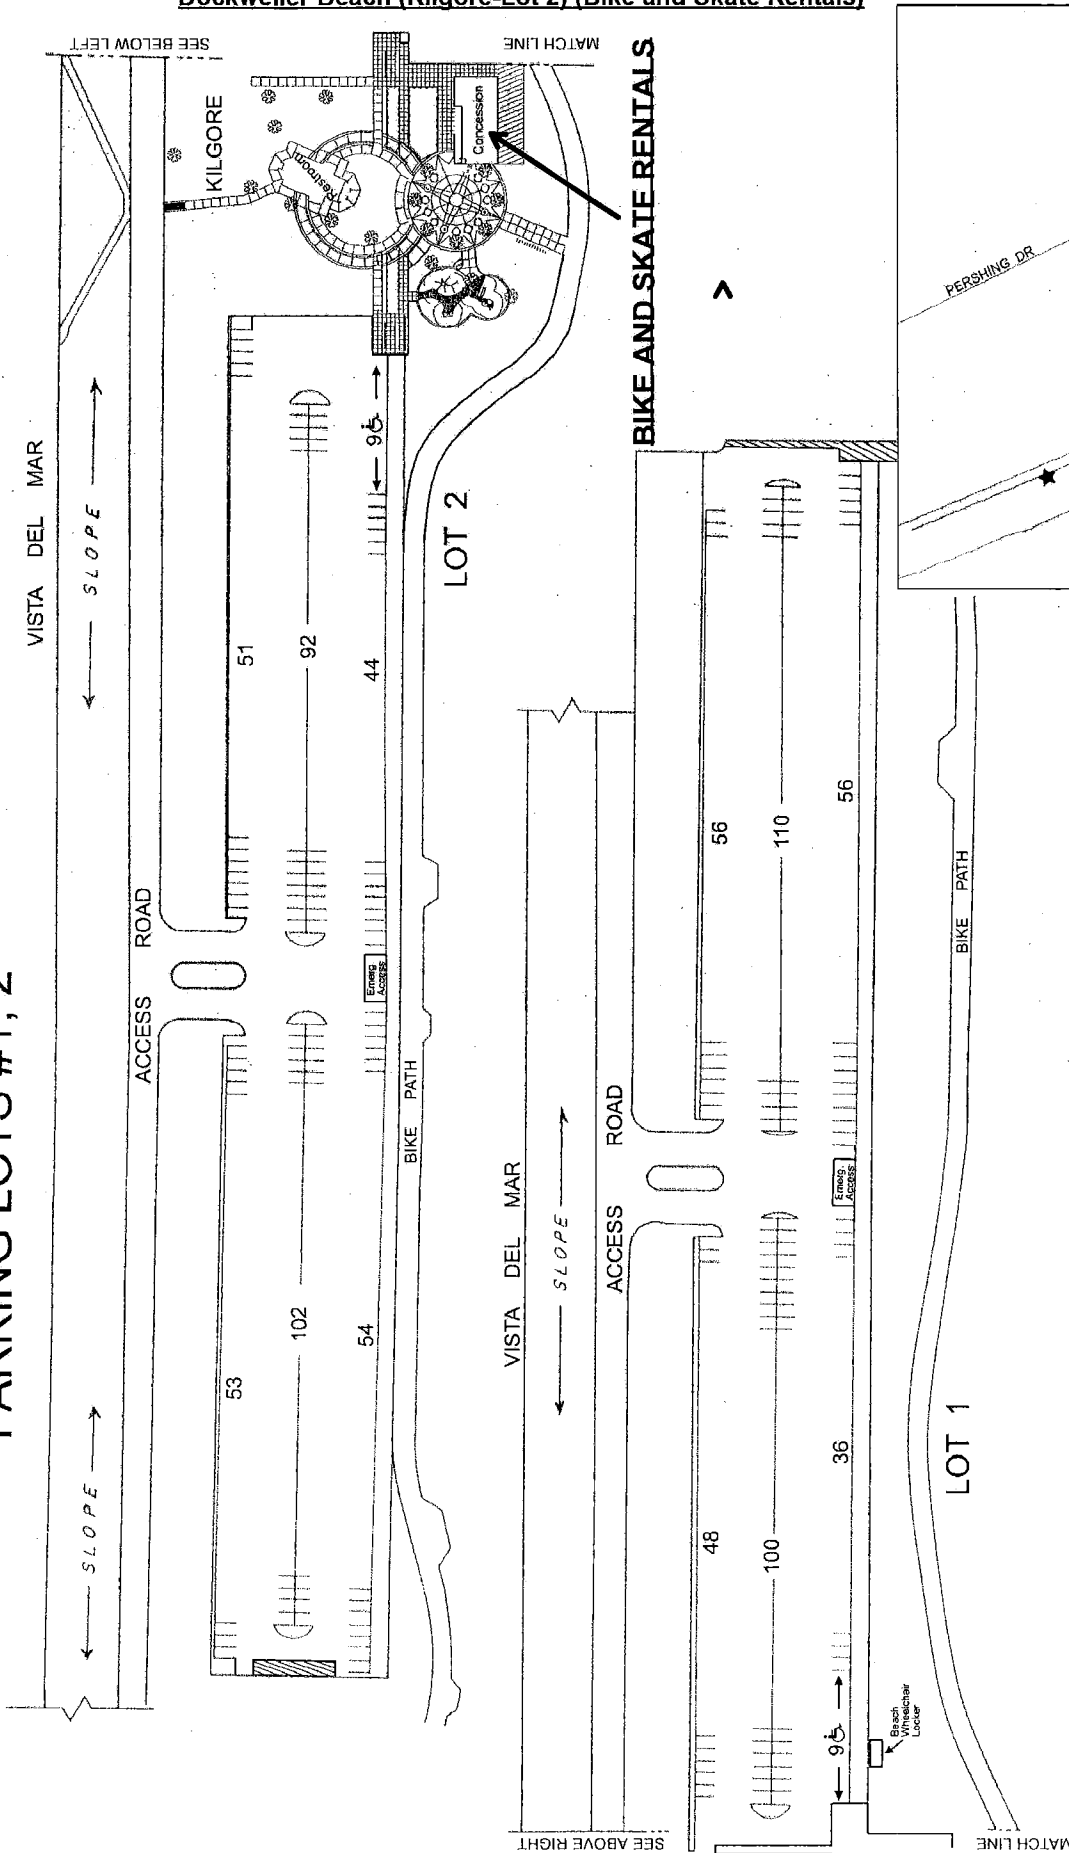 Dockweiler Beach (Kilgore-Lot 2) (Bike and Skate Rentals)
PARKING LOTS #1, 2
VISTA DEL MAR
SLOPE
SLOPE
SEE BELOW LEFT
MATCH LINE
KILGORE
Restroom
Concession
BIKE AND SKATE RENTALS
ACCESS ROAD
51
92
44
9
LOT 2
Emerg. Access
53
102
54
BIKE PATH
VISTA DEL MAR
SLOPE
ACCESS ROAD
56
110
56
Emerg. Access
48
100
36
9
Beach
Wheelchair
Locker
BIKE PATH
LOT 1
SEE ABOVE RIGHT
MATCH LINE
>
PERSHING DR